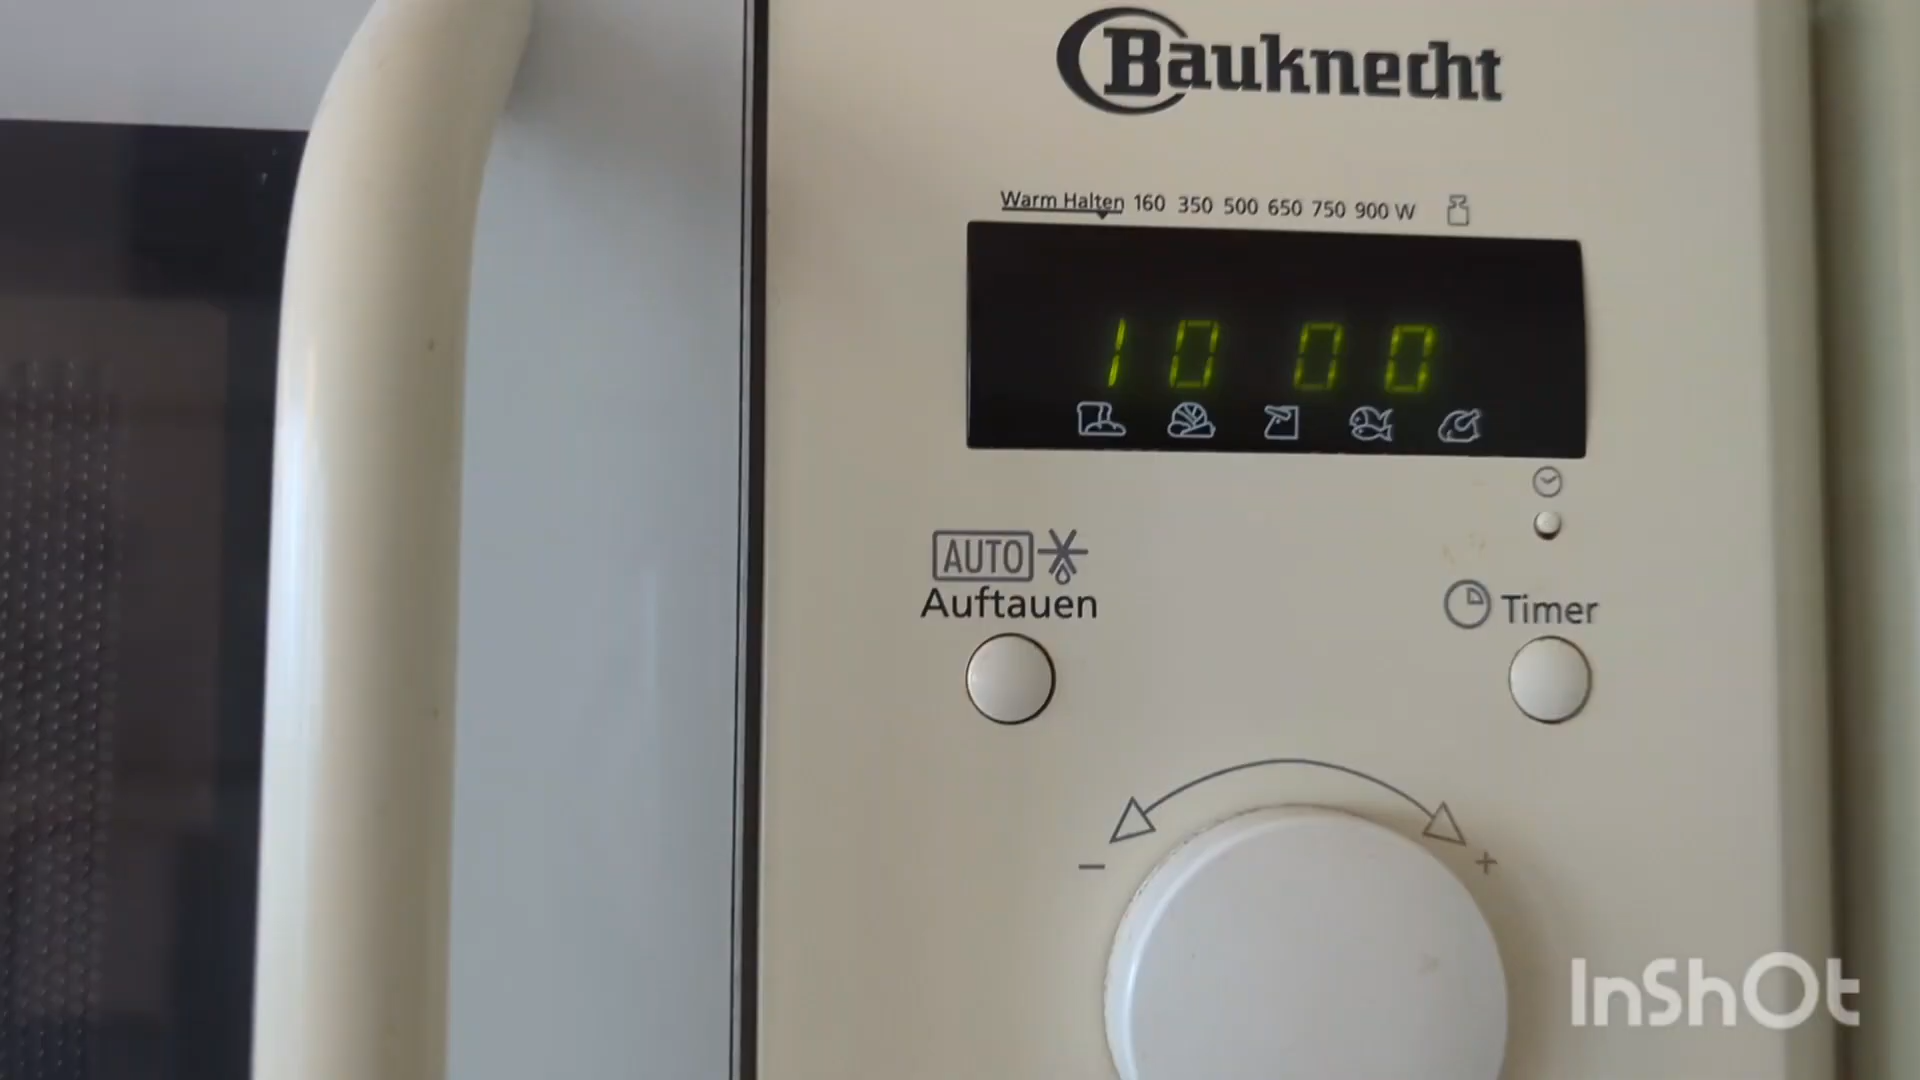 Bauknecht
Warm Halten 160 350 500 650 750 900 W
10 00
AUTO
Auftauen
Timer
- +
InShOt